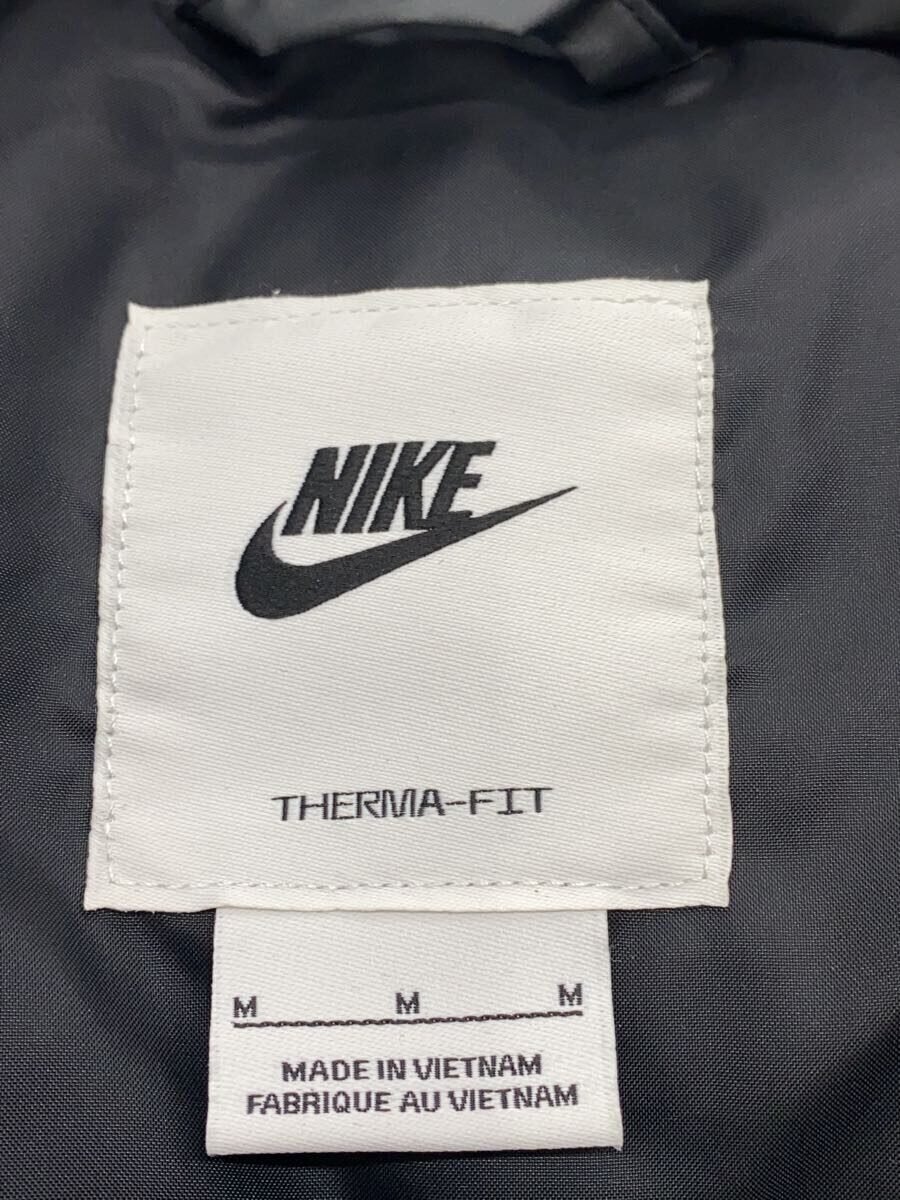 NIKE
THERMA-FIT
M M M
MADE IN VIETNAM
FABRIQUE AU VIETNAM